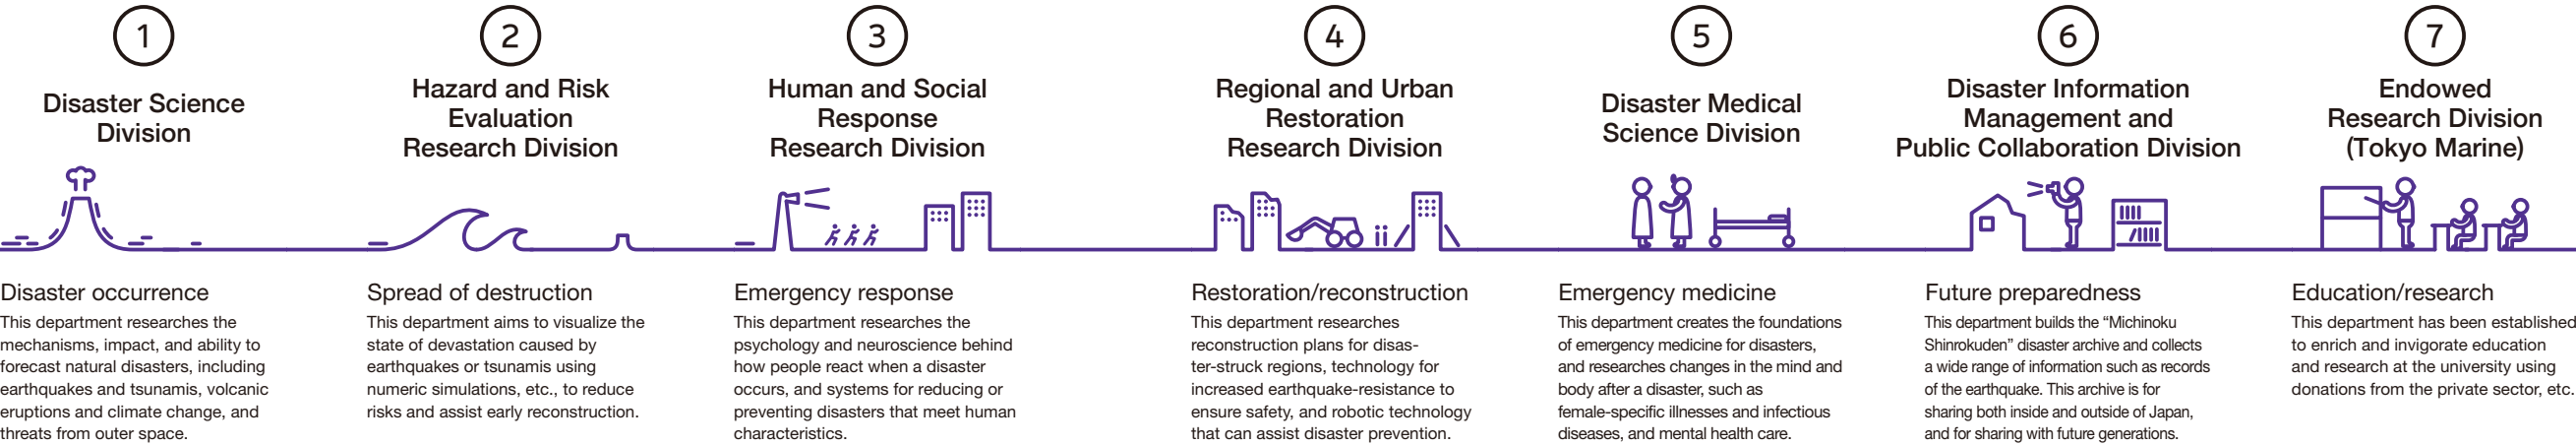 1
Disaster Science
Division
Disaster occurrence
This department researches the
mechanisms, impact, and ability to
forecast natural disasters, including
earthquakes and tsunamis, volcanic
eruptions and climate change, and
threats from outer space.
2
Hazard and Risk
Evaluation
Research Division
Spread of destruction
This department aims to visualize the
state of devastation caused by
earthquakes or tsunamis using
numeric simulations, etc., to reduce
risks and assist early reconstruction.
3
Human and Social
Response
Research Division
Emergency response
This department researches the
psychology and neuroscience behind
how people react when a disaster
occurs, and systems for reducing or
preventing disasters that meet human
characteristics.
4
Regional and Urban
Restoration
Research Division
Restoration/reconstruction
This department researches
reconstruction plans for disas-
ter-struck regions, technology for
increased earthquake-resistance to
ensure safety, and robotic technology
that can assist disaster prevention.
5
Disaster Medical
Science Division
Emergency medicine
This department creates the foundations
of emergency medicine for disasters,
and researches changes in the mind and
body after a disaster, such as
female-specific illnesses and infectious
diseases, and mental health care.
6
Disaster Information
Management and
Public Collaboration Division
Future preparedness
This department builds the “Michinoku
Shinrokuden” disaster archive and collects
a wide range of information such as records
of the earthquake. This archive is for
sharing both inside and outside of Japan,
and for sharing with future generations.
7
Endowed
Research Division
(Tokyo Marine)
Education/research
This department has been established
to enrich and invigorate education
and research at the university using
donations from the private sector, etc.